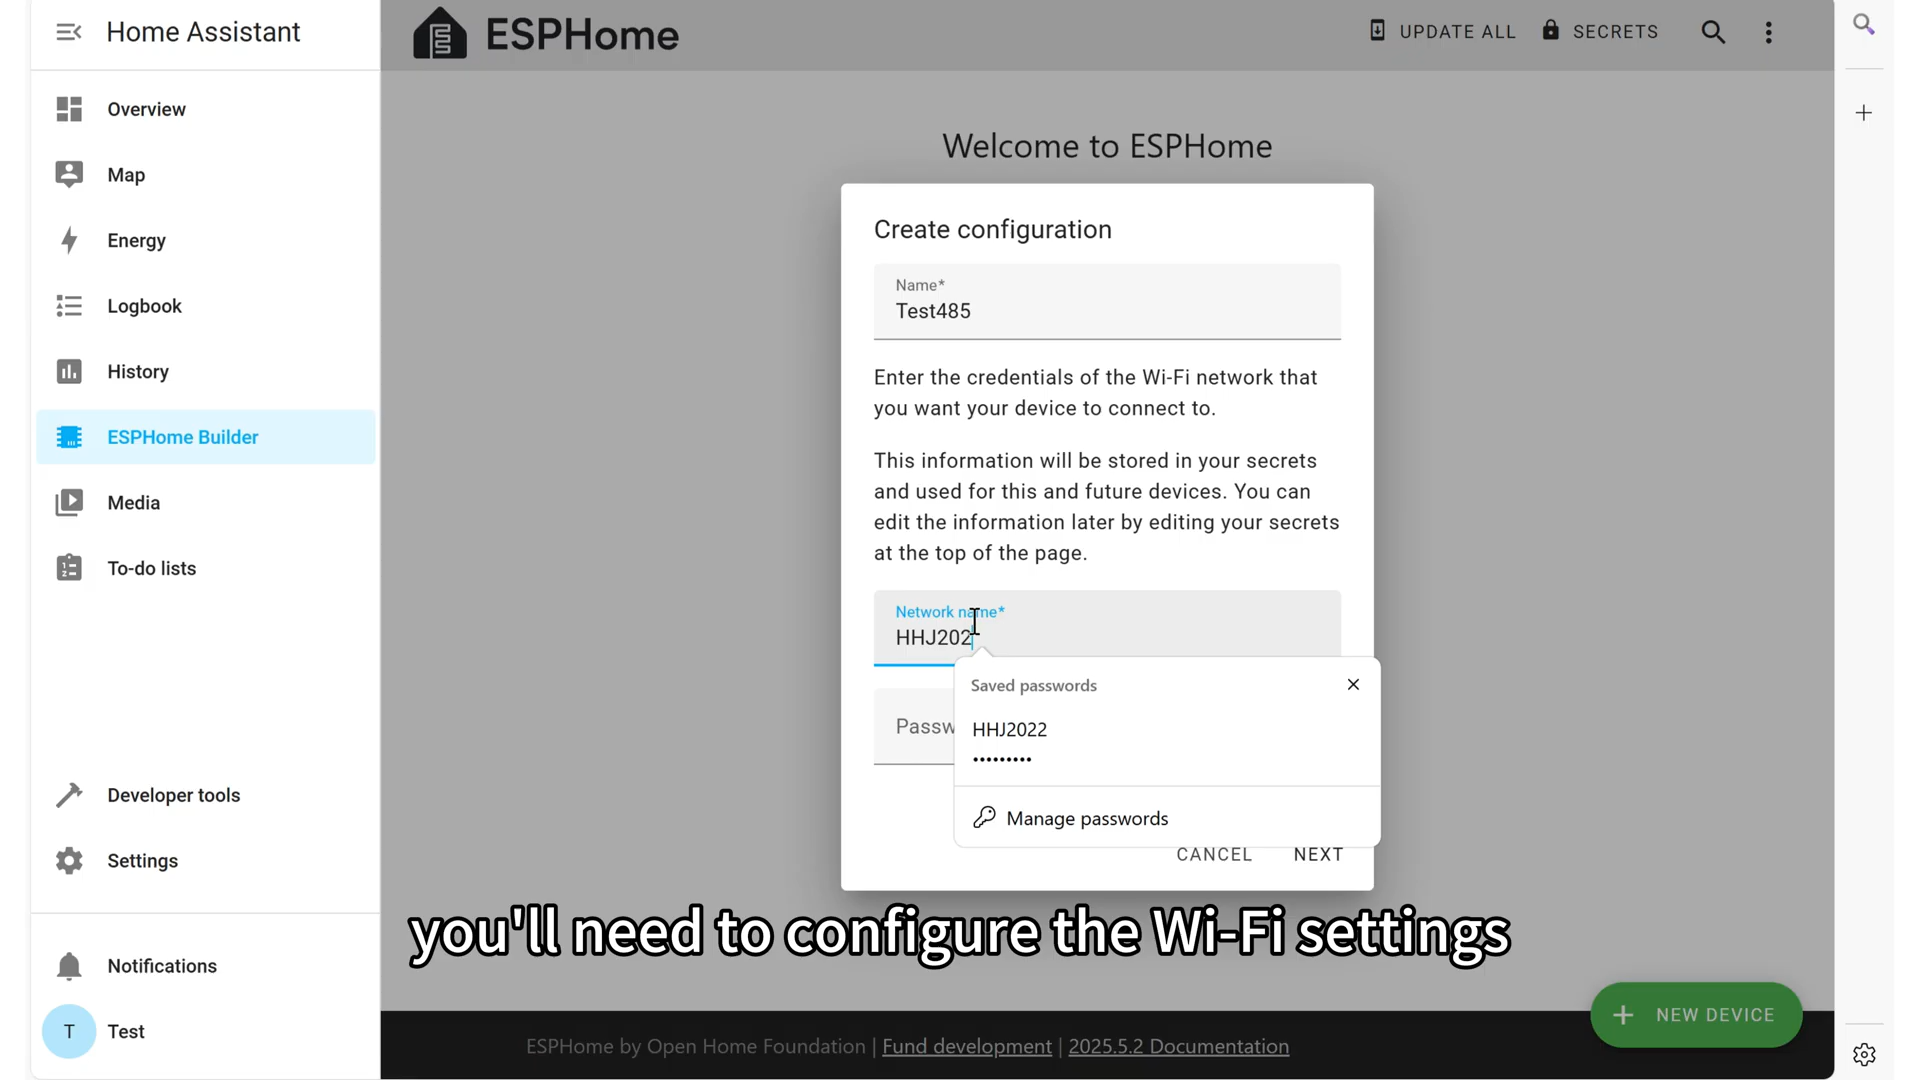 Home Assistant
Overview
Map
Energy
Logbook
History
ESPHome Builder
Media
To-do lists
Developer tools
Settings
Notifications
T
Test
ESPHome
UPDATE ALL
SECRETS
Welcome to ESPHome
Create configuration
Name*
Test485
Enter the credentials of the Wi-Fi network that
you want your device to connect to.
This information will be stored in your secrets
and used for this and future devices. You can
edit the information later by editing your secrets
at the top of the page.
Network name*
HHJ202
Passw
Saved passwords
HHJ2022
•••••••••
Manage passwords
CANCEL
NEXT
you'll need to configure the Wi-Fi settings
NEW DEVICE
ESPHome by Open Home Foundation | Fund development | 2025.5.2 Documentation